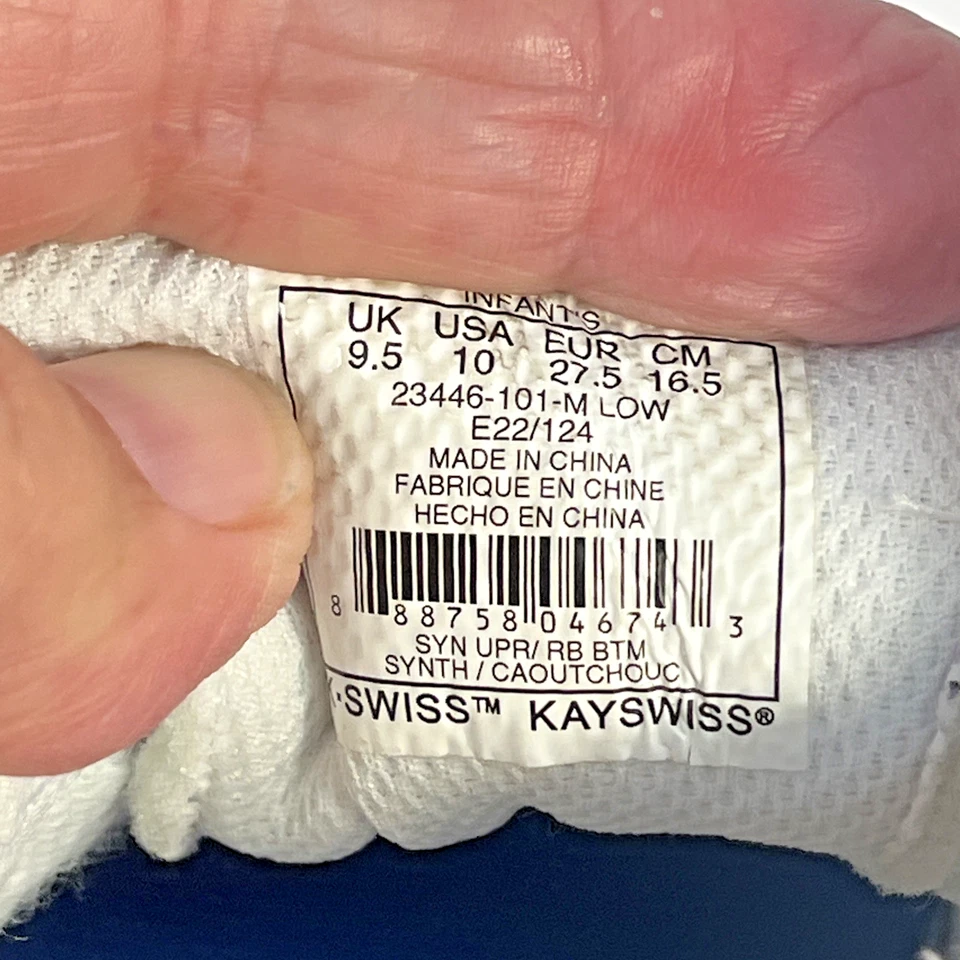 INFANT'S
UK USA EUR CM
9.5 10 27.5 16.5
23446-101-M LOW
E22/124
MADE IN CHINA
FABRIQUE EN CHINE
HECHO EN CHINA
8 88758 04674 3
SYN UPR/ RB BTM
SYNTH / CAOUTCHOUC
K•SWISS™ KAYSWISS®